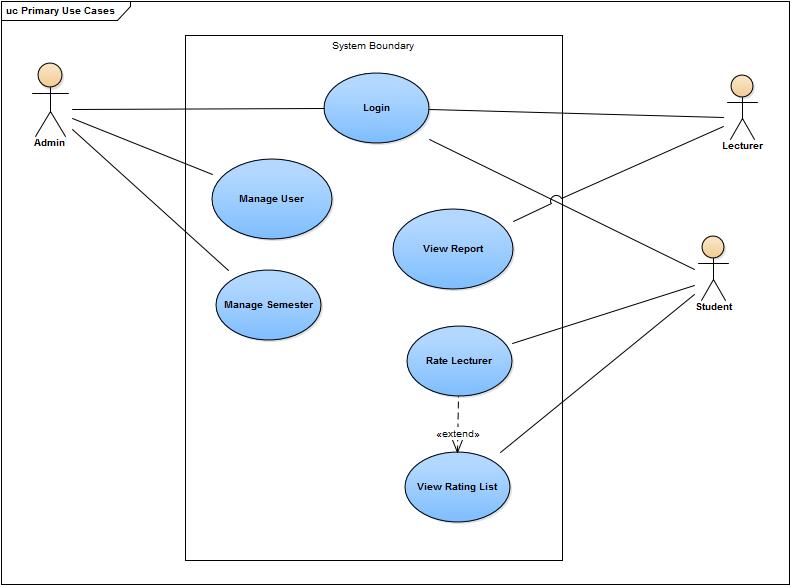 uc Primary Use Cases
System Boundary
Login
Admin
Lecturer
Manage User
View Report
Manage Semester
Student
Rate Lecturer
«extend»
View Rating List